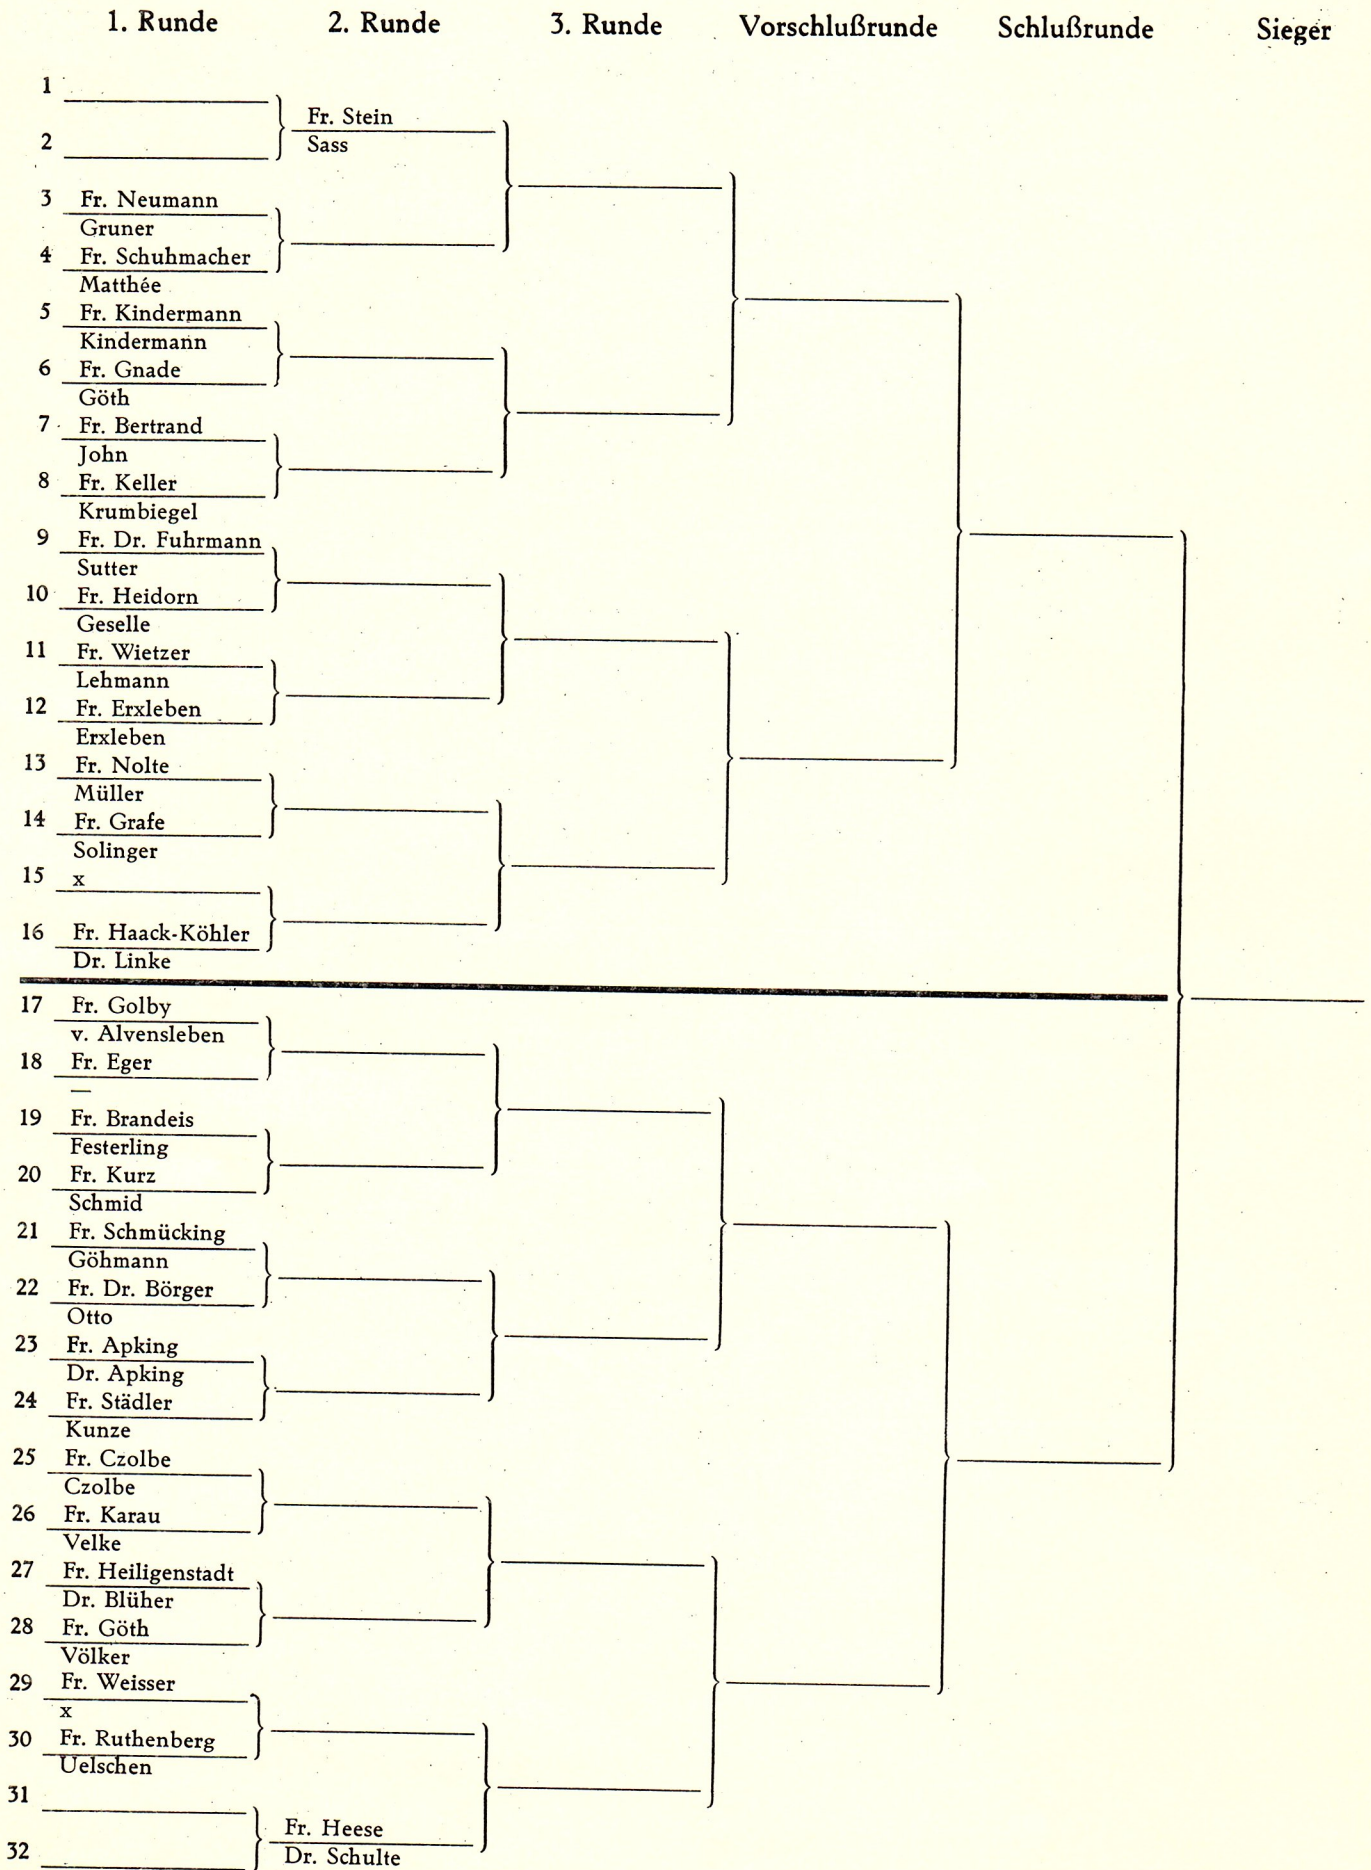 1. Runde 2. Runde 3. Runde Vorschlußrunde Schlußrunde Sieger
1
Fr. Stein
2
Sass
3 Fr. Neumann
Gruner
4 Fr. Schuhmacher
Matthée
5 Fr. Kindermann
Kindermann
6 Fr. Gnade
Göth
7 Fr. Bertrand
John
8 Fr. Keller
Krumbiegel
9 Fr. Dr. Fuhrmann
Sutter
10 Fr. Heidorn
Geselle
11 Fr. Wietzer
Lehmann
12 Fr. Erxleben
Erxleben
13 Fr. Nolte
Müller
14 Fr. Grafe
Solinger
15 x
16 Fr. Haack-Köhler
Dr. Linke
17 Fr. Golby
v. Alvensleben
18 Fr. Eger
—
19 Fr. Brandeis
Festerling
20 Fr. Kurz
Schmid
21 Fr. Schmücking
Göhmann
22 Fr. Dr. Börger
Otto
23 Fr. Apking
Dr. Apking
24 Fr. Städler
Kunze
25 Fr. Czolbe
Czolbe
26 Fr. Karau
Velke
27 Fr. Heiligenstadt
Dr. Blüher
28 Fr. Göth
Völker
29 Fr. Weisser
x
30 Fr. Ruthenberg
Uelschen
31
Fr. Heese
32
Dr. Schulte